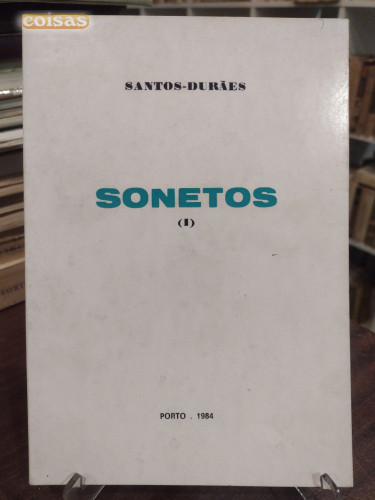 coisas
SANTOS-DURÃES
SONETOS
(I)
PORTO . 1984